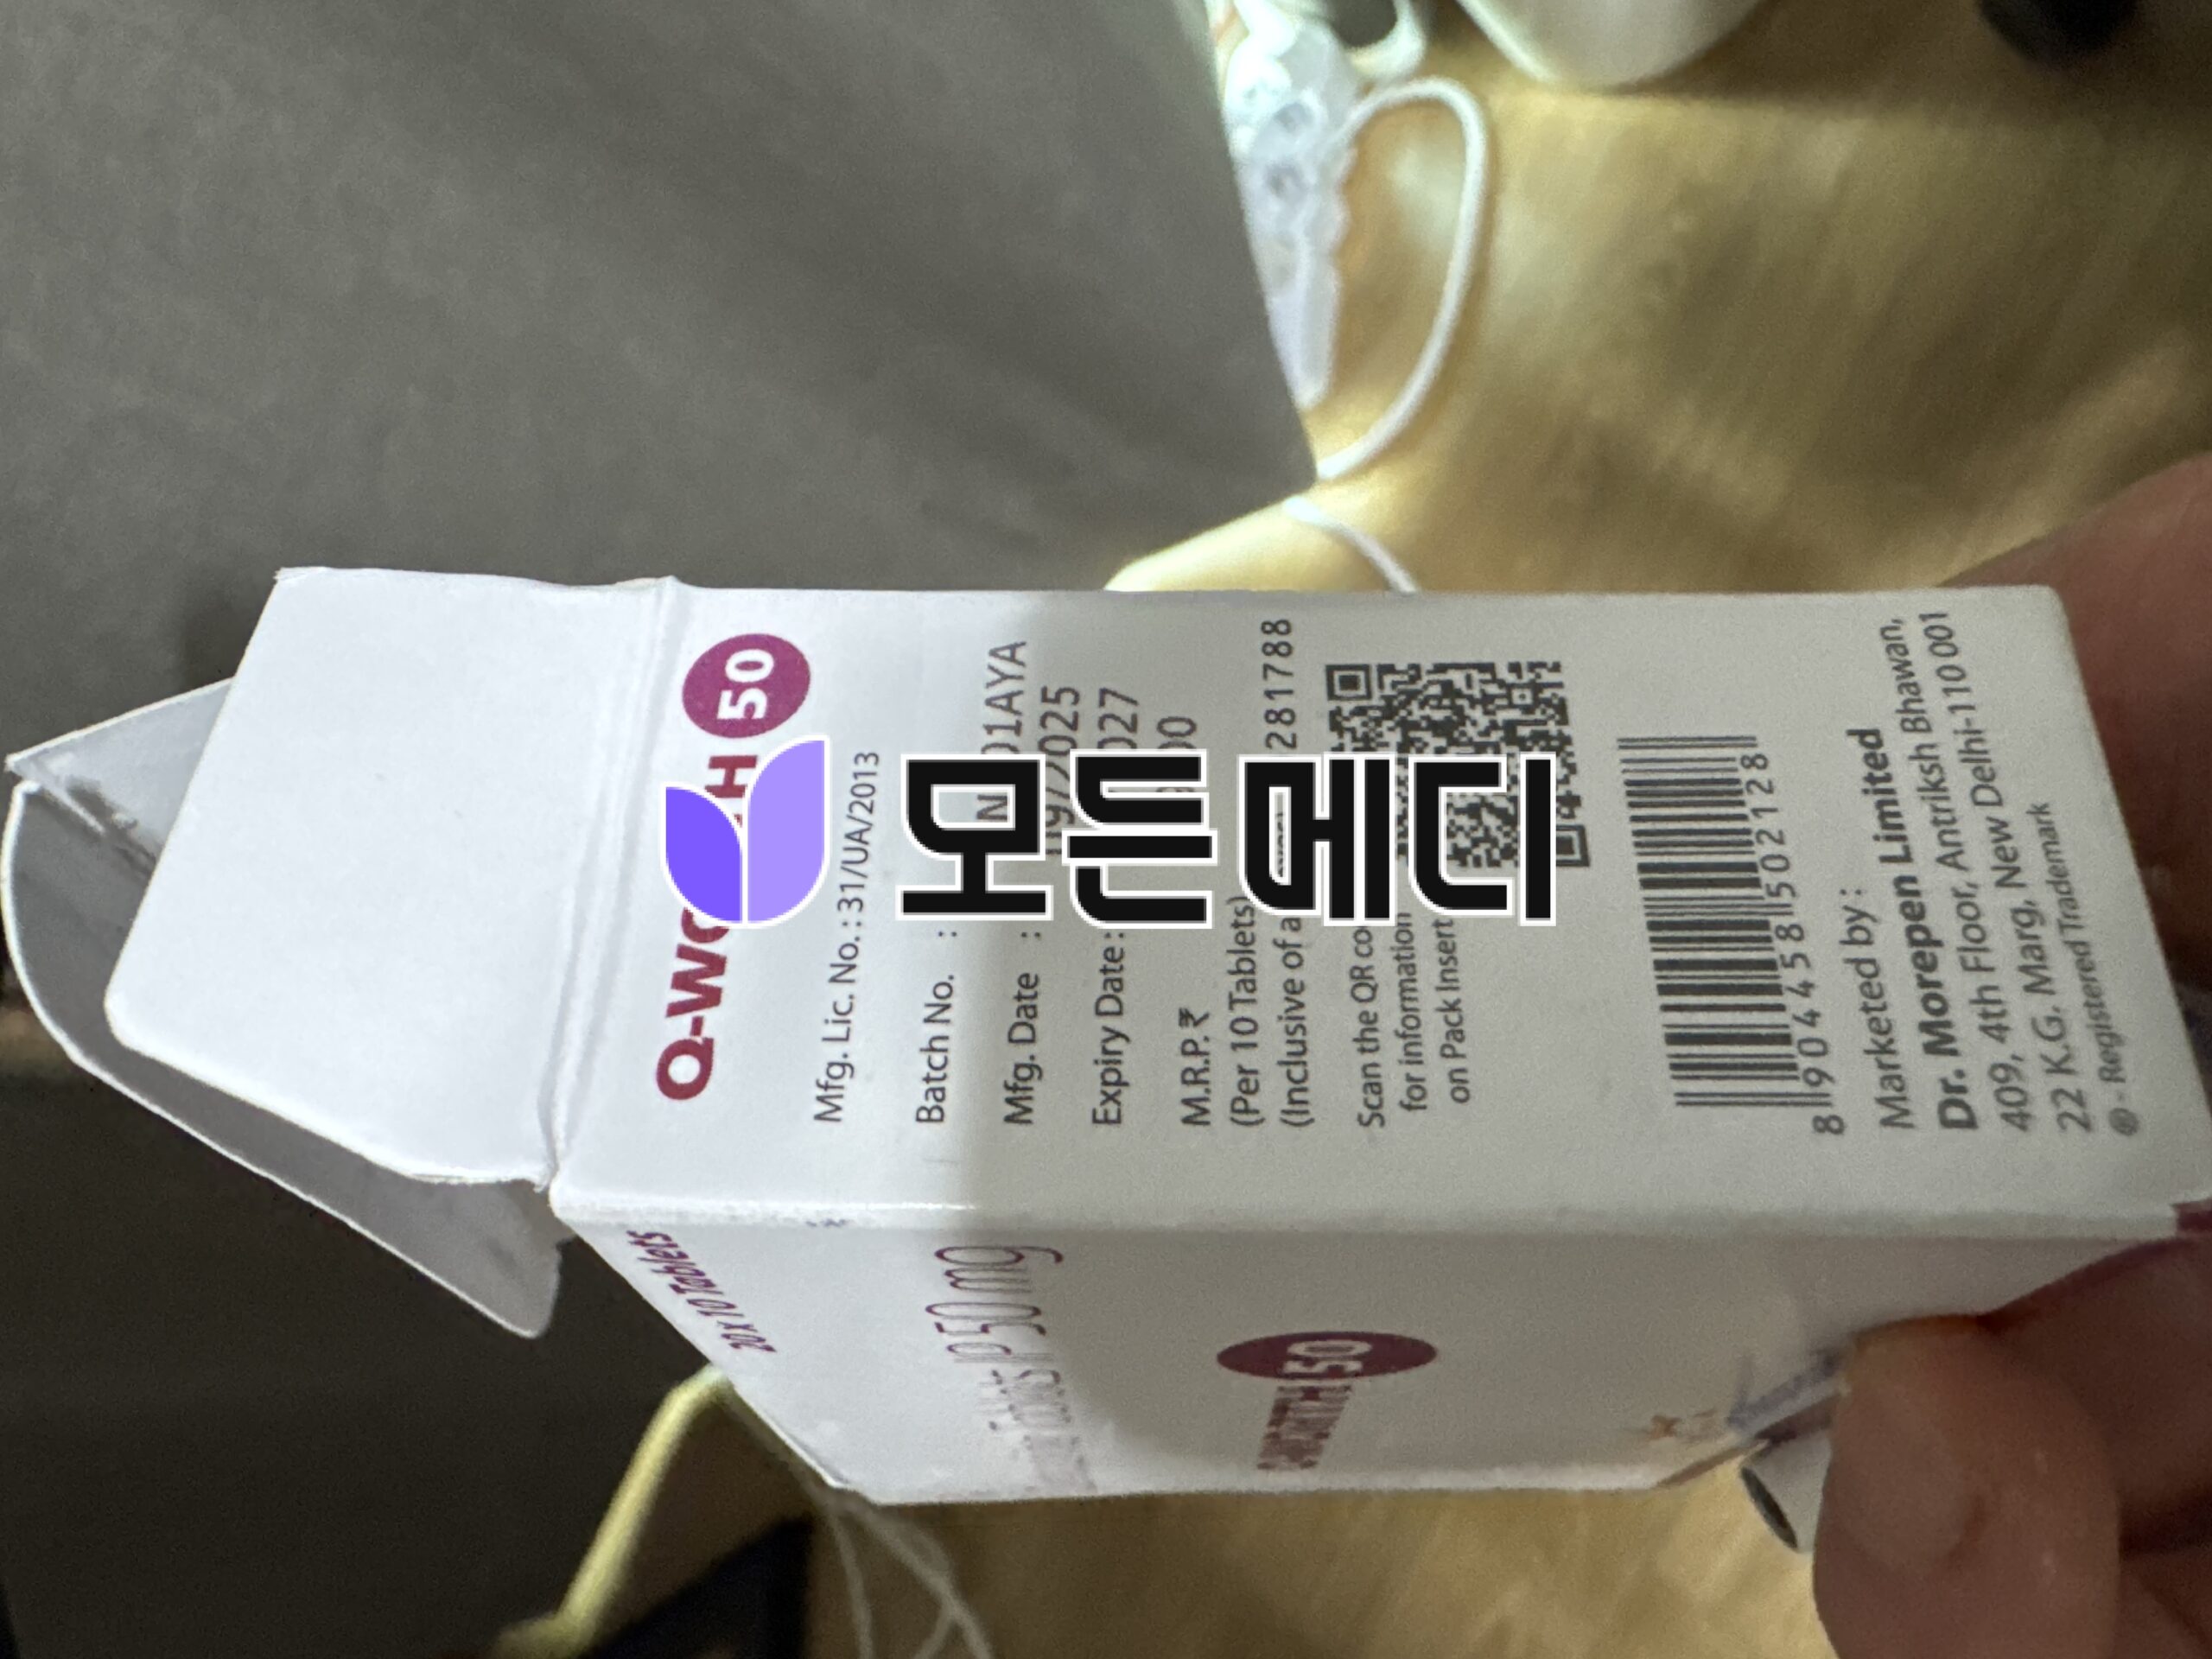 Q-WO H 50
Mfg. Lic. No. : 31/UA/2013
Batch No. : N 01AYA
Mfg. Date : 09/2025
Expiry Date : 027
M.R.P. ₹
(Per 10 Tablets)
(Inclusive of a
281788
Scan the QR co
for information
on Pack Insert
8 904458 502128
Marketed by :
Dr. Morepen Limited
409, 4th Floor, Antriksh Bhawan,
22 K.G. Marg, New Delhi-110 001
® - Registered Trademark
20 x 10 Tablets
IP 50 mg
50
모든메디